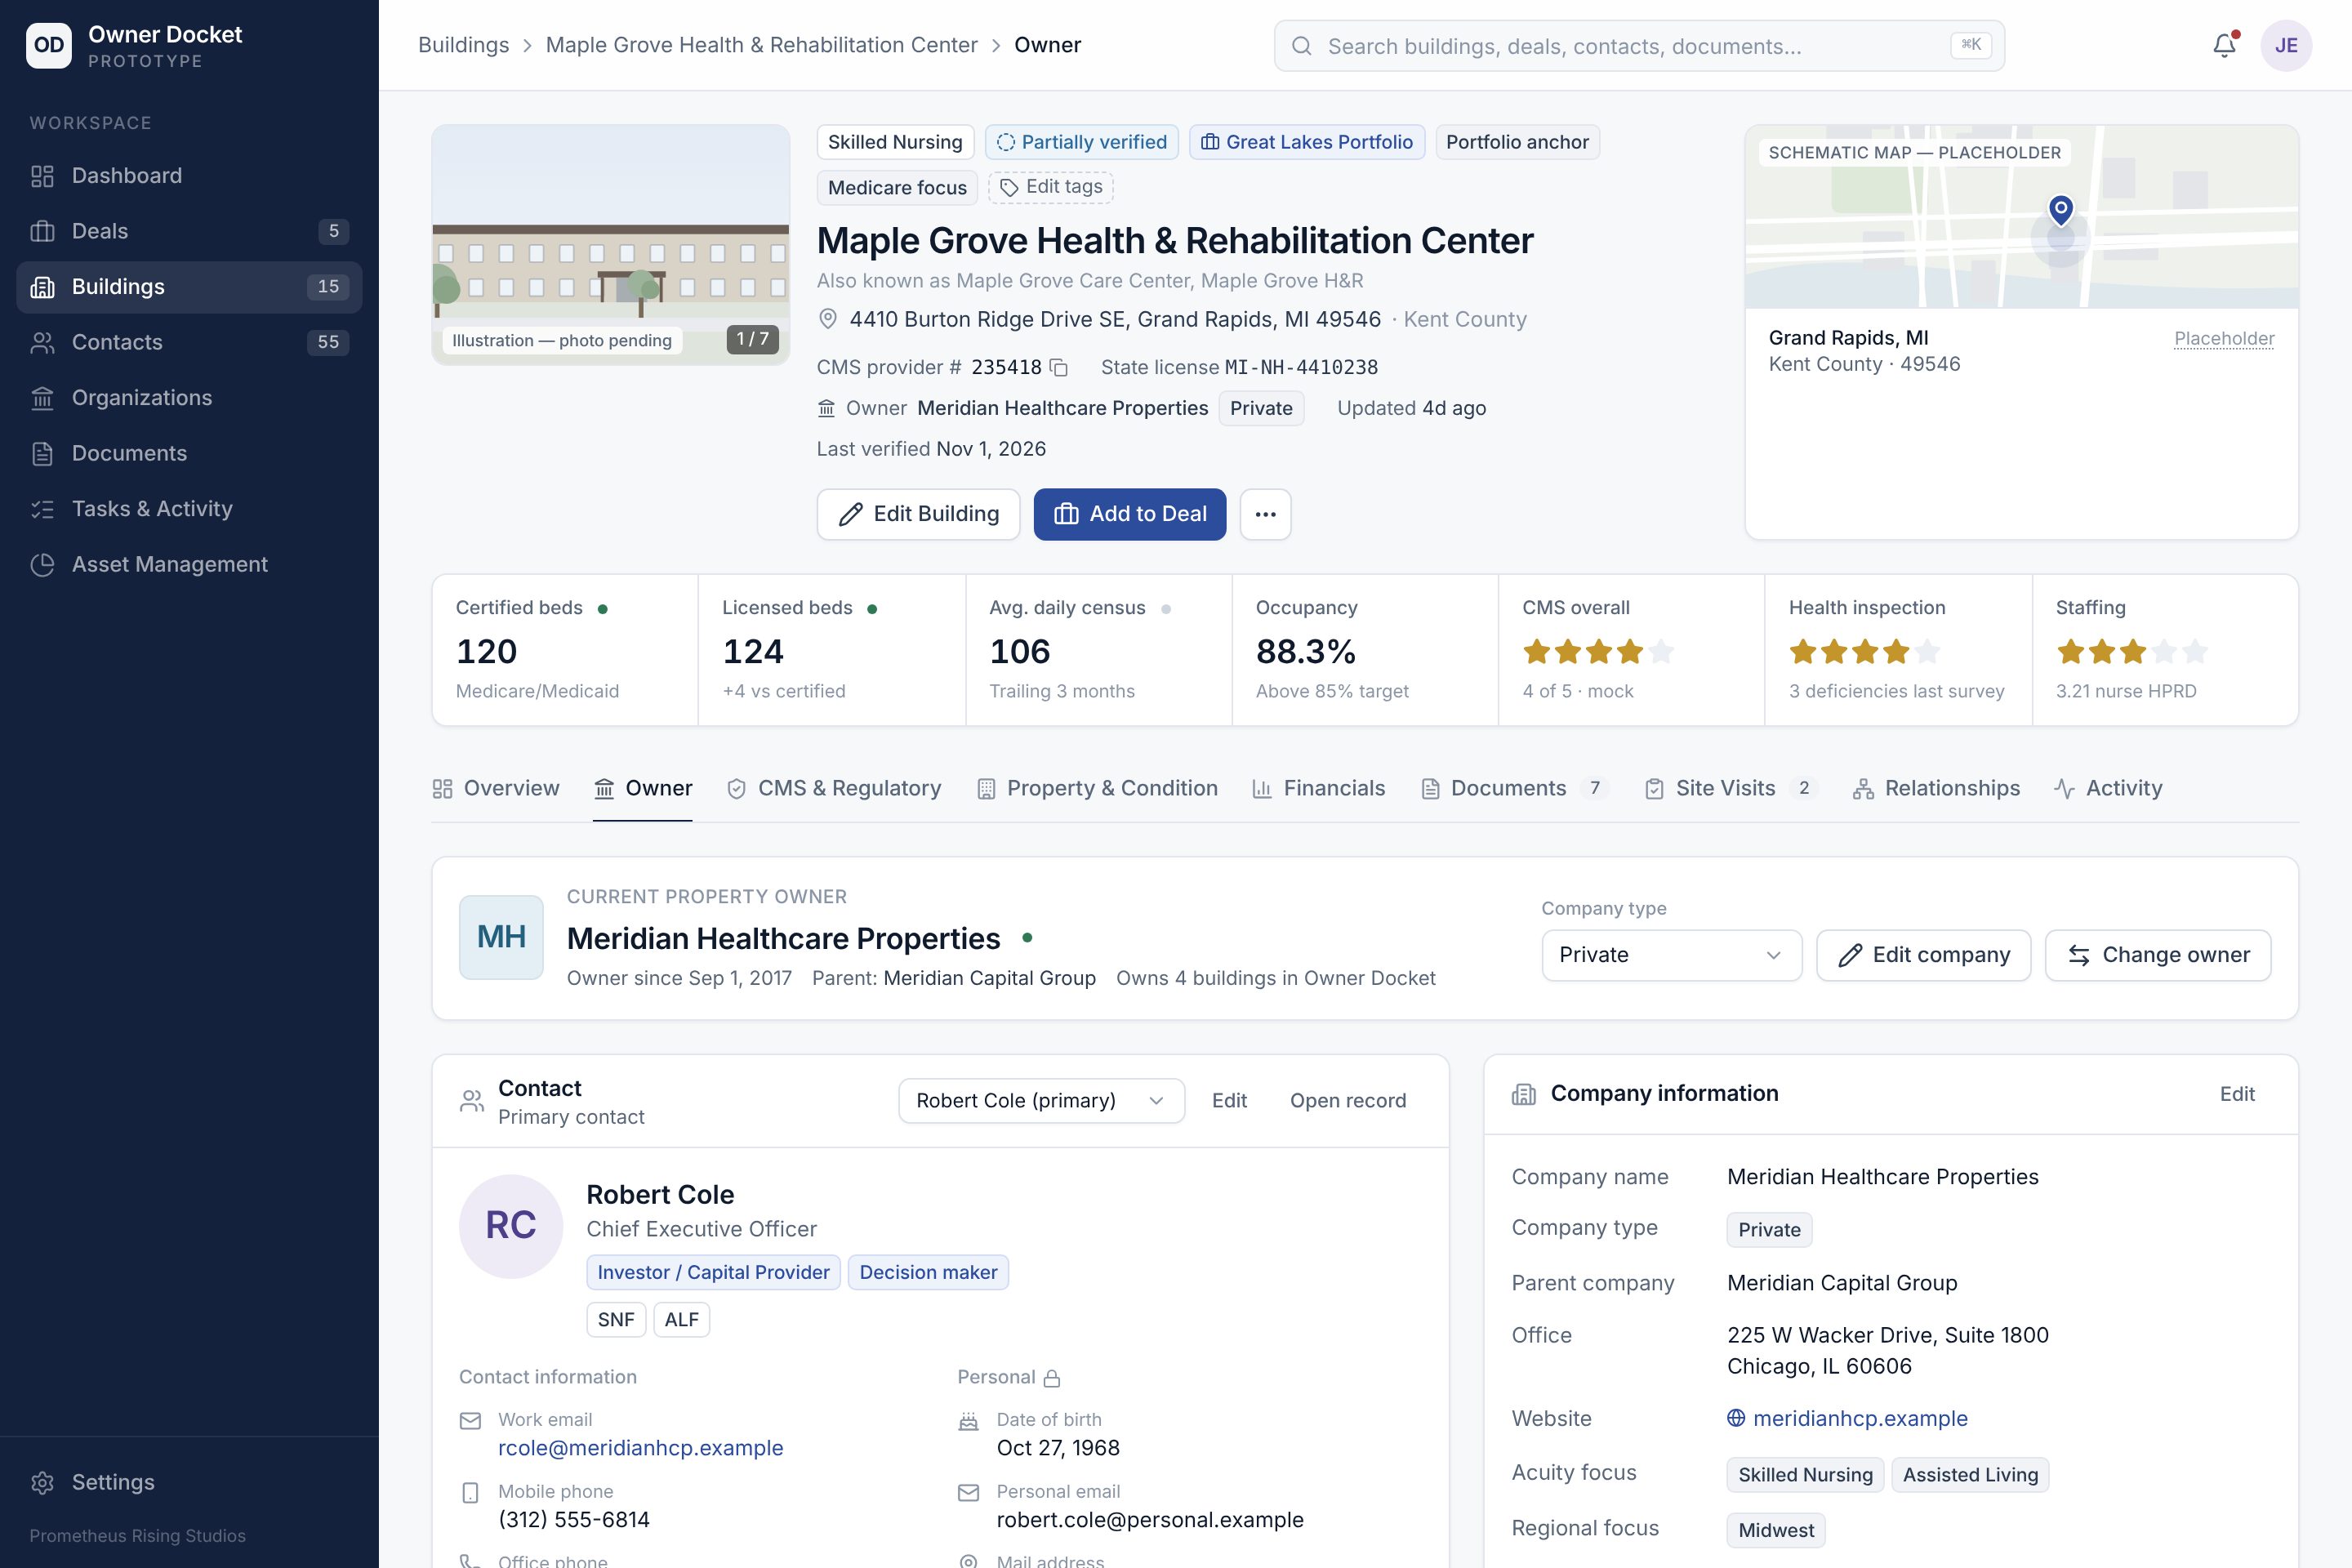 OD
Owner Docket
PROTOTYPE
WORKSPACE
Dashboard
Deals 5
Buildings 15
Contacts 55
Organizations
Documents
Tasks & Activity
Asset Management
Settings
Prometheus Rising Studios
Buildings > Maple Grove Health & Rehabilitation Center > Owner
Search buildings, deals, contacts, documents... ⌘K
JE
Illustration — photo pending 1 / 7
Skilled Nursing Partially verified Great Lakes Portfolio Portfolio anchor
Medicare focus Edit tags
Maple Grove Health & Rehabilitation Center
Also known as Maple Grove Care Center, Maple Grove H&R
4410 Burton Ridge Drive SE, Grand Rapids, MI 49546 · Kent County
CMS provider # 235418 State license MI-NH-4410238
Owner Meridian Healthcare Properties Private Updated 4d ago
Last verified Nov 1, 2026
Edit Building Add to Deal ...
SCHEMATIC MAP — PLACEHOLDER
Grand Rapids, MI Placeholder
Kent County · 49546
Certified beds
120
Medicare/Medicaid
Licensed beds
124
+4 vs certified
Avg. daily census
106
Trailing 3 months
Occupancy
88.3%
Above 85% target
CMS overall
4 of 5 · mock
Health inspection
3 deficiencies last survey
Staffing
3.21 nurse HPRD
Overview Owner CMS & Regulatory Property & Condition Financials Documents 7 Site Visits 2 Relationships Activity
MH
CURRENT PROPERTY OWNER
Meridian Healthcare Properties
Owner since Sep 1, 2017 Parent: Meridian Capital Group Owns 4 buildings in Owner Docket
Company type
Private Edit company Change owner
Contact
Primary contact
Robert Cole (primary) Edit Open record
RC
Robert Cole
Chief Executive Officer
Investor / Capital Provider Decision maker
SNF ALF
Contact information
Work email
rcole@meridianhcp.example
Mobile phone
(312) 555-6814
Office phone
Personal
Date of birth
Oct 27, 1968
Personal email
robert.cole@personal.example
Mail address
Company information Edit
Company name Meridian Healthcare Properties
Company type Private
Parent company Meridian Capital Group
Office 225 W Wacker Drive, Suite 1800
Chicago, IL 60606
Website meridianhcp.example
Acuity focus Skilled Nursing Assisted Living
Regional focus Midwest